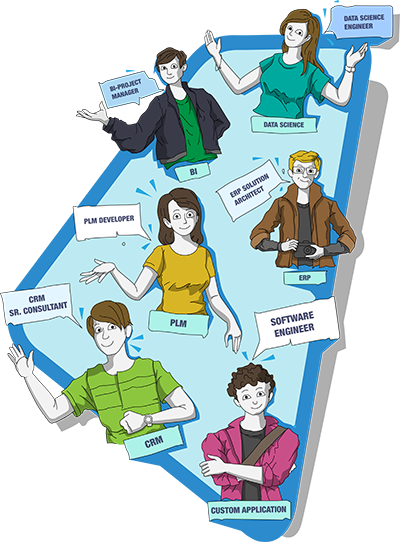 DATA SCIENCE
ENGINEER
BI-PROJECT
MANAGER
DATA SCIENCE
BI
ERP SOLUTION
ARCHITECT
PLM DEVELOPER
ERP
CRM
SR. CONSULTANT
PLM
SOFTWARE
ENGINEER
CRM
CUSTOM APPLICATION